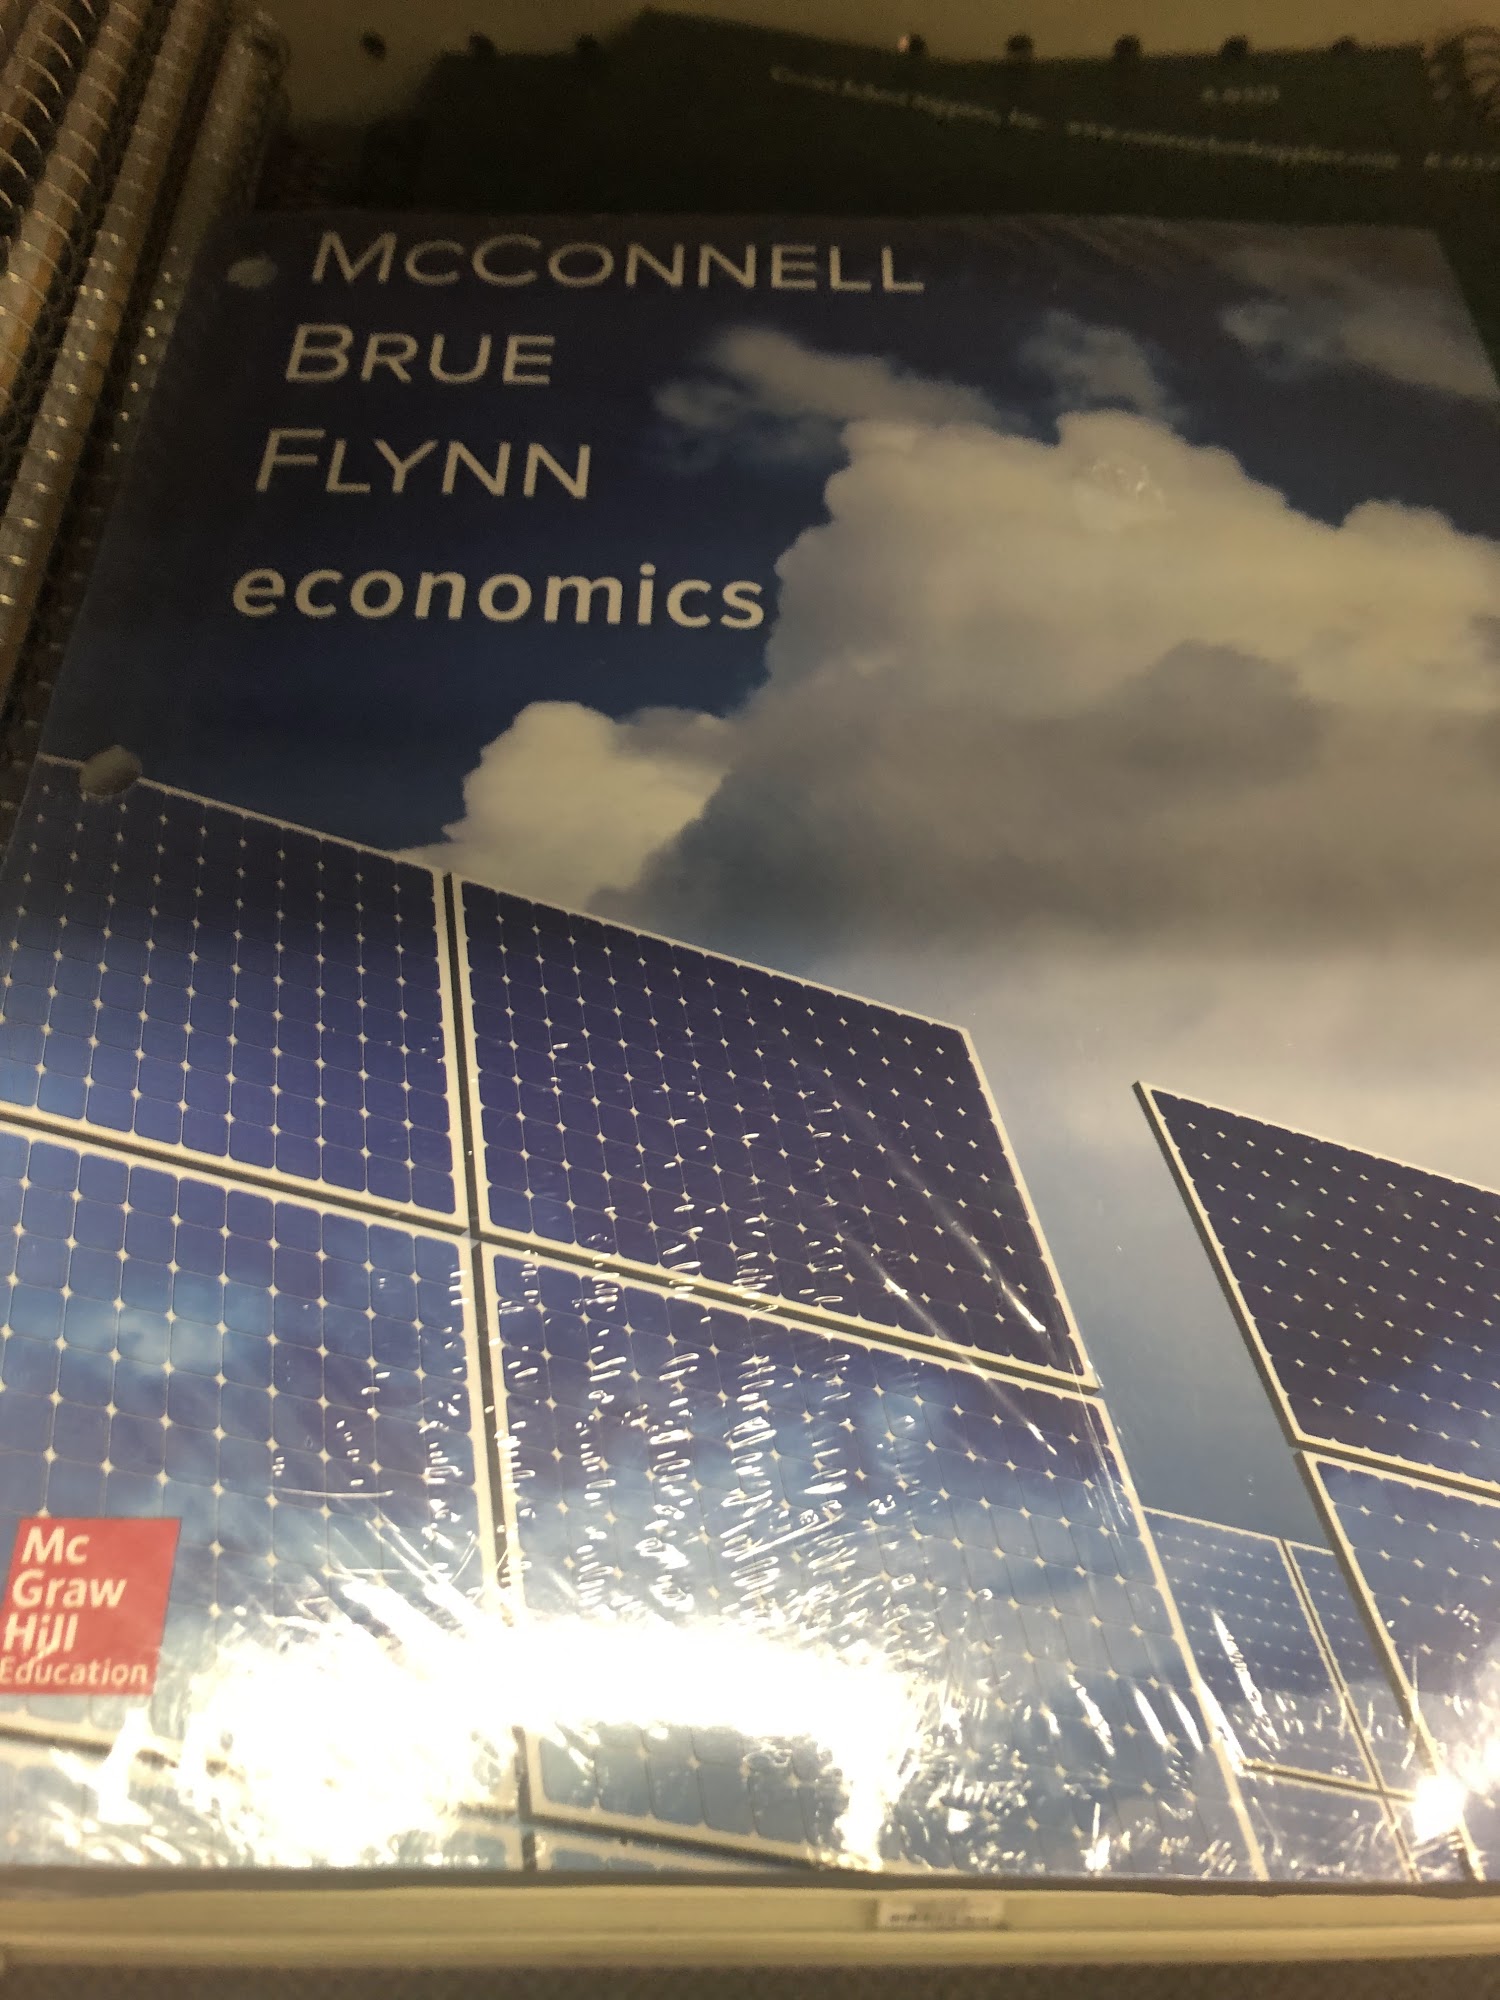 McCONNELL
BRUE
FLYNN
economics
Mc
Graw
Hill
Education